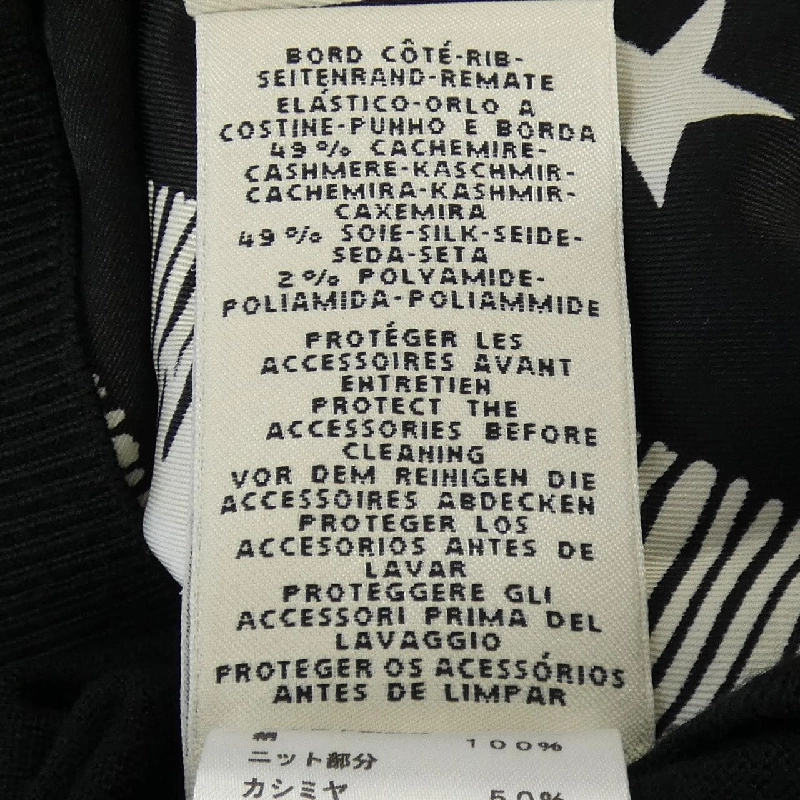 BORD CÔTÉ-RIB-
SEITENRAND-REMATE
ELÁSTICO-ORLO A
COSTINE-PUNHO E BORDA
49% CACHEMIRE-
CASHMERE-KASCHMIR-
CACHEMIRA-KASHMIR-
CAXEMIRA
49% SOIE-SILK-SEIDE-
SEDA-SETA
2% POLYAMIDE-
POLIAMIDA-POLIAMMIDE
PROTÉGER LES
ACCESSOIRES AVANT
ENTRETIEN
PROTECT THE
ACCESSORIES BEFORE
CLEANING
VOR DEM REINIGEN DIE
ACCESSOIRES ABDECKEN
PROTEGER LOS
ACCESORIOS ANTES DE
LAVAR
PROTEGGERE GLI
ACCESSORI PRIMA DEL
LAVAGGIO
PROTEGER OS ACESSÓRIOS
ANTES DE LIMPAR
100%
ニット部分
カシミヤ 50%